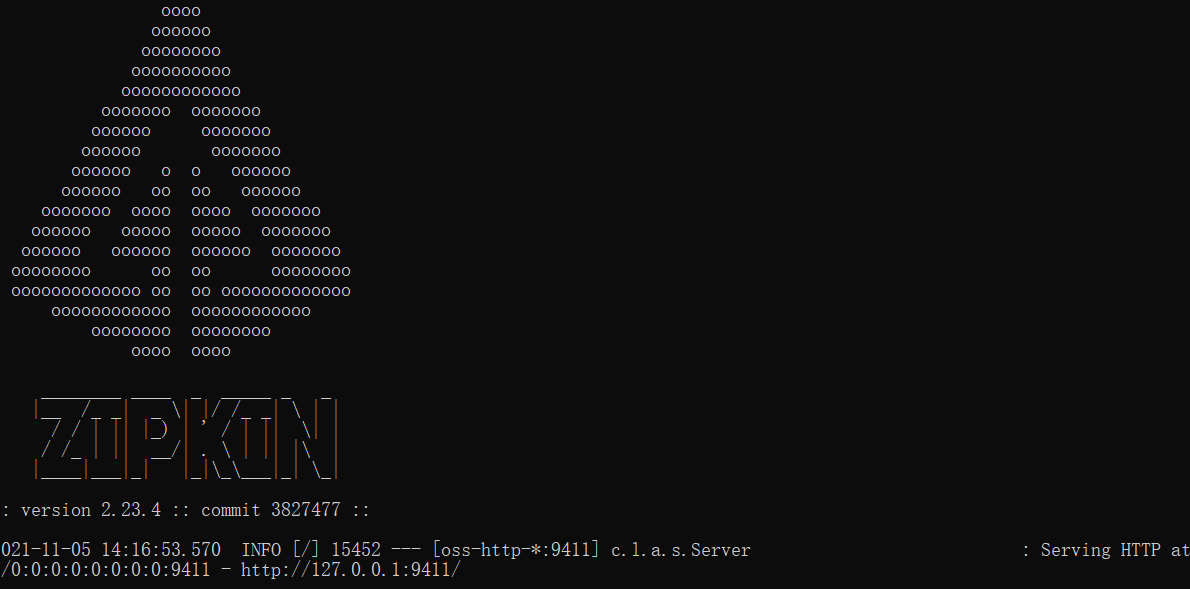 oooo
oooooo
oooooooo
oooooooooo
oooooooooooo
ooooooo  ooooooo
oooooo     ooooooo
oooooo       ooooooo
oooooo   o  o   oooooo
oooooo   oo  oo   oooooo
ooooooo  oooo  oooo  ooooooo
oooooo   ooooo  ooooo  ooooooo
oooooo   oooooo  oooooo  ooooooo
oooooooo      oo  oo      oooooooo
ooooooooooooo oo  oo ooooooooooooo
oooooooooooo  oooooooooooo
oooooooo  oooooooo
oooo  oooo
ZIPKIN
: version 2.23.4 :: commit 3827477 ::
021-11-05 14:16:53.570  INFO [/] 15452 --- [oss-http-*:9411] c.l.a.s.Server                           : Serving HTTP at
/0:0:0:0:0:0:0:0:9411 - http://127.0.0.1:9411/